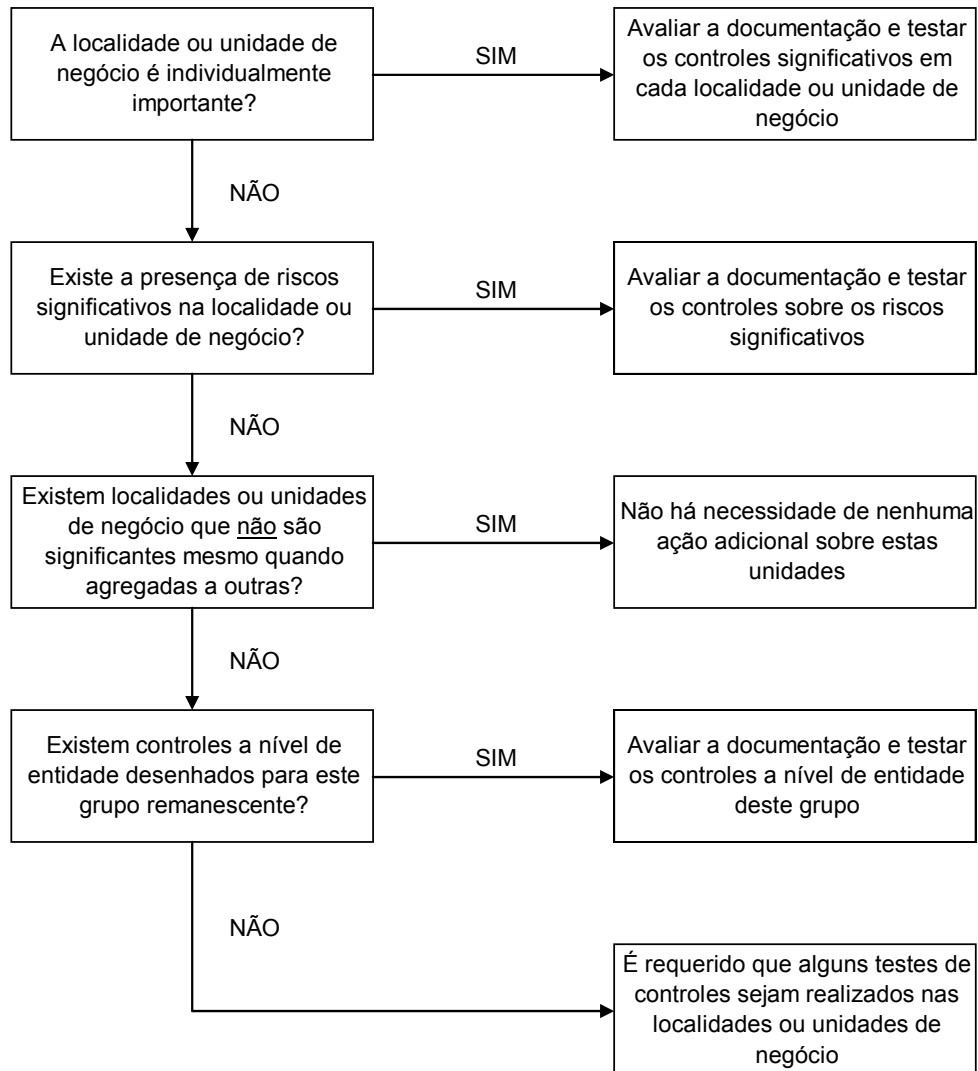 A localidade ou unidade de
negócio é individualmente
importante?
SIM
Avaliar a documentação e testar
os controles significativos em
cada localidade ou unidade de
negócio
NÃO
Existe a presença de riscos
significativos na localidade ou
unidade de negócio?
SIM
Avaliar a documentação e testar
os controles sobre os riscos
significativos
NÃO
Existem localidades ou unidades
de negócio que não são
significantes mesmo quando
agregadas a outras?
SIM
Não há necessidade de nenhuma
ação adicional sobre estas
unidades
NÃO
Existem controles a nível de
entidade desenhados para este
grupo remanescente?
SIM
Avaliar a documentação e testar
os controles a nível de entidade
deste grupo
NÃO
É requerido que alguns testes de
controles sejam realizados nas
localidades ou unidades de
negócio